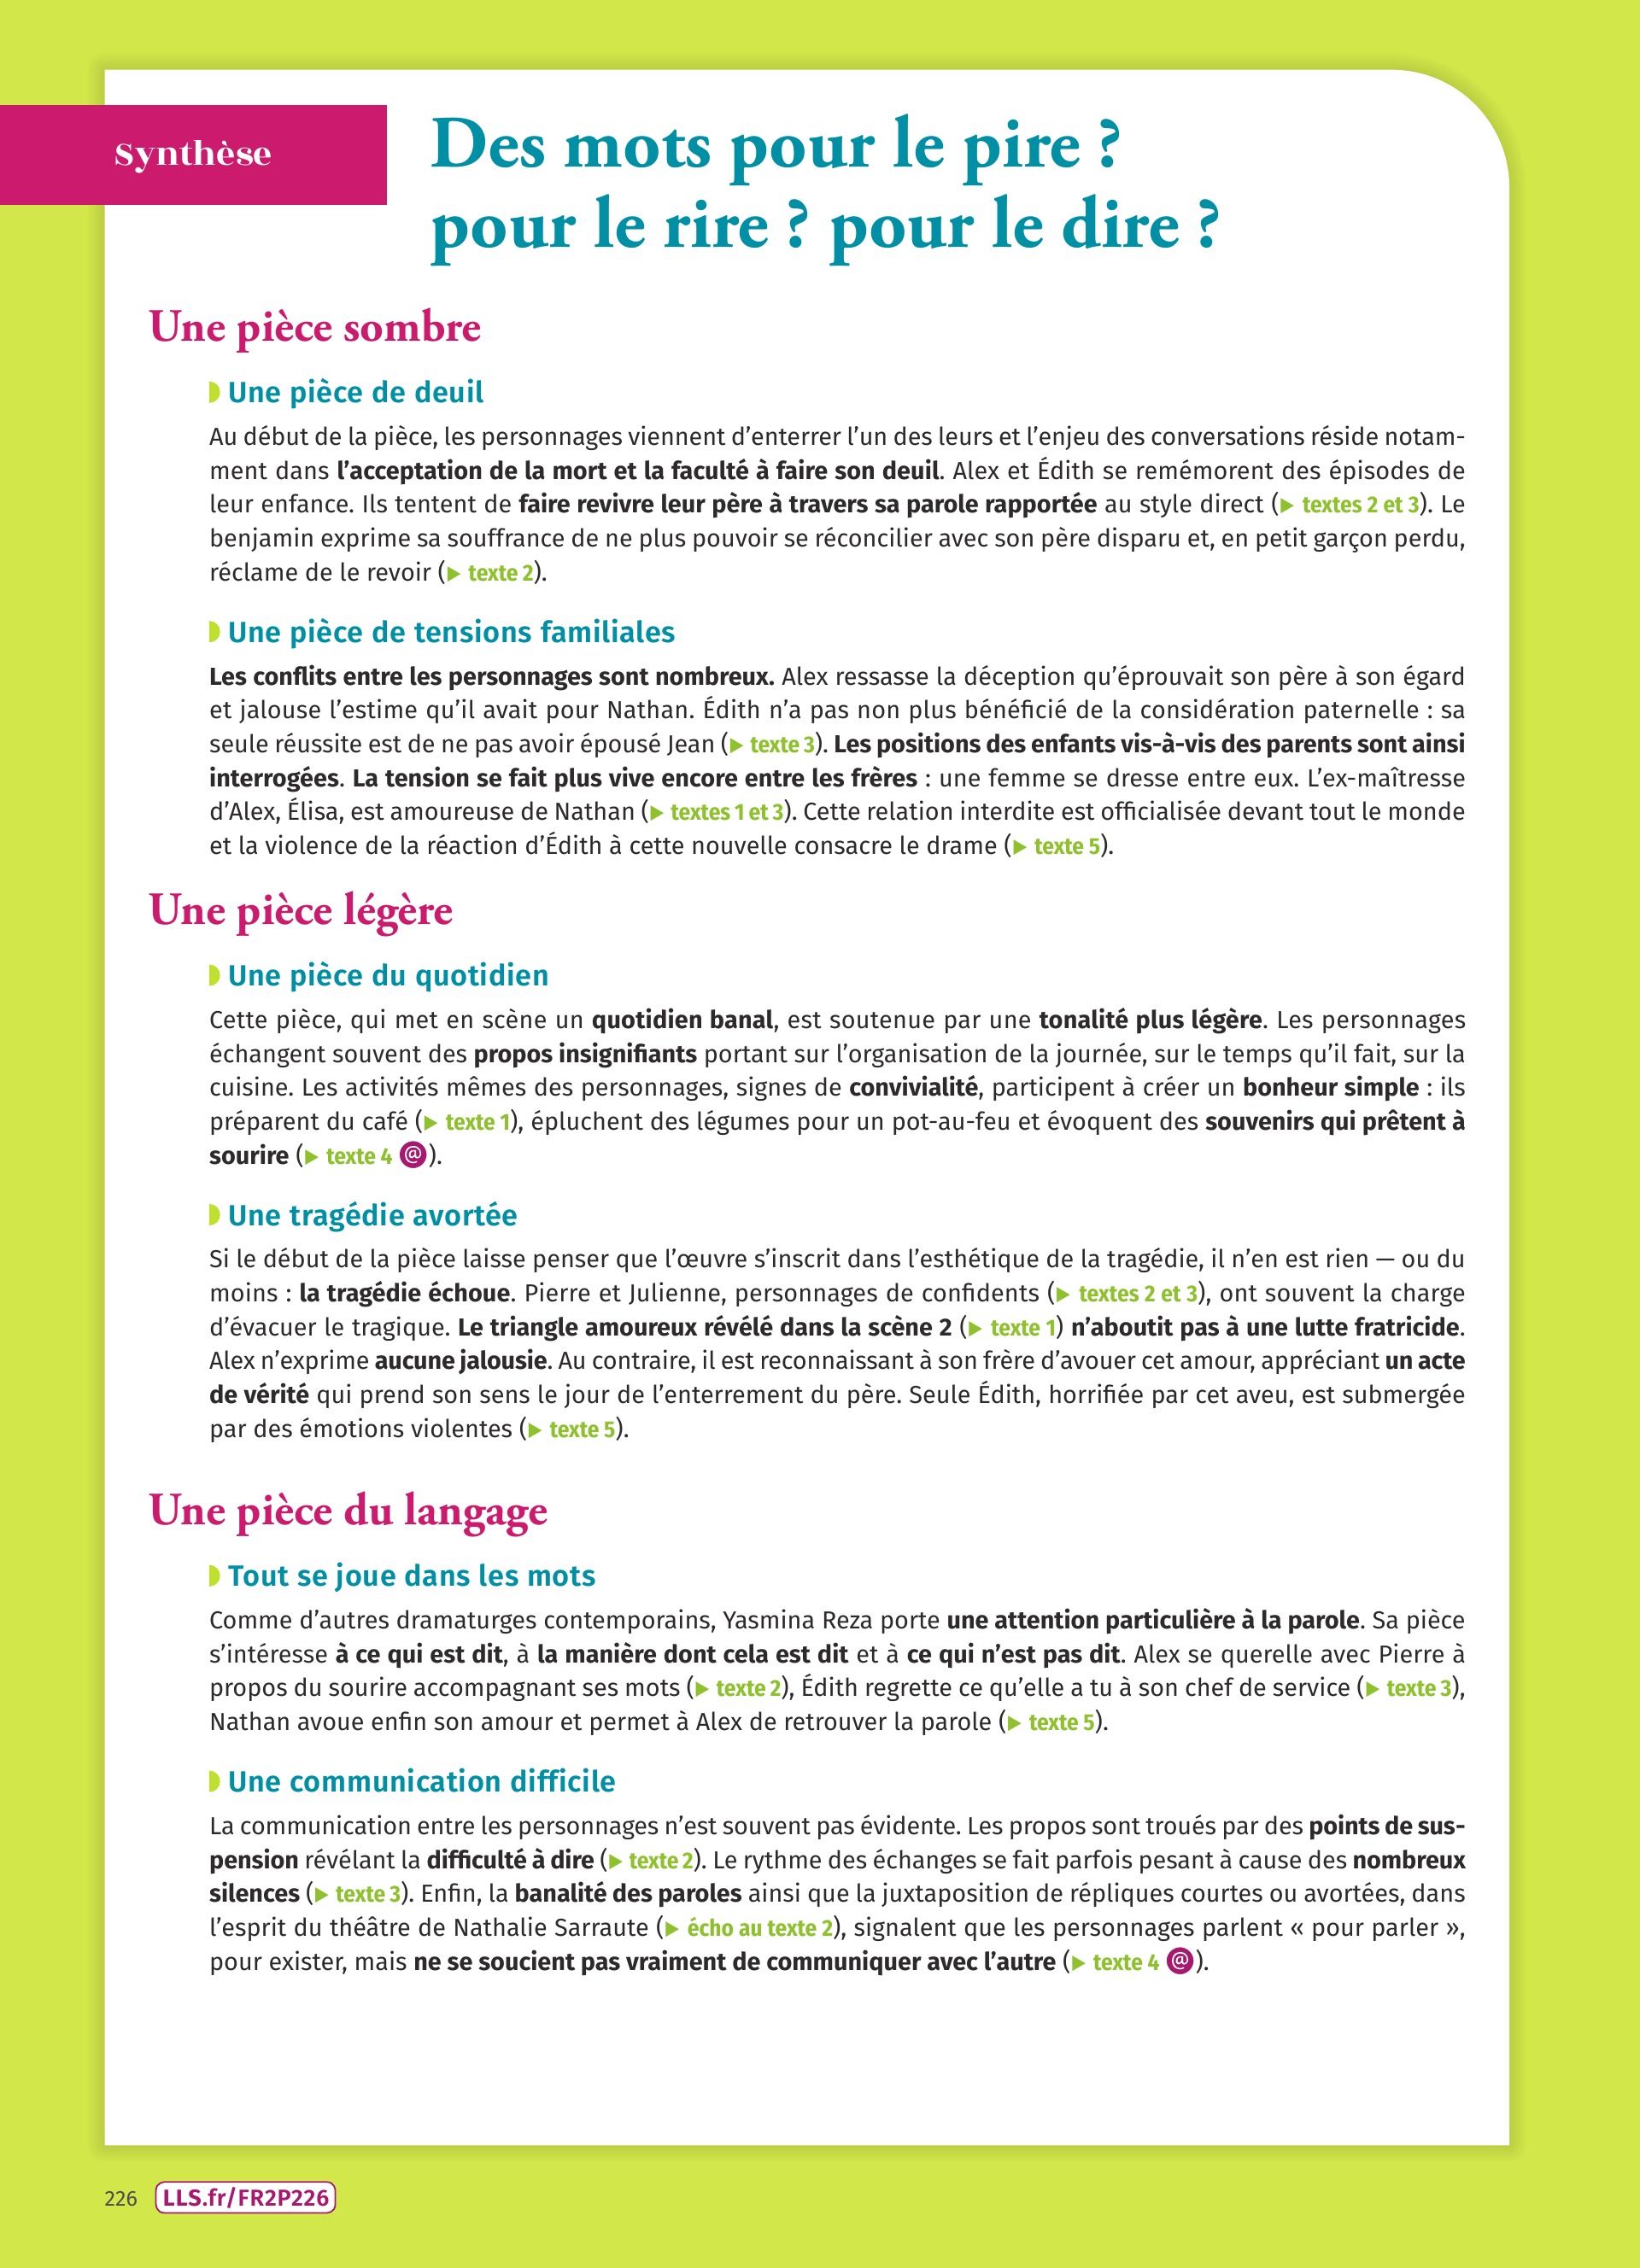 Synthèse
Des mots pour le pire ?
pour le rire ? pour le dire ?
Une pièce sombre
Une pièce de deuil
Au début de la pièce, les personnages viennent d’enterrer l’un des leurs et l’enjeu des conversations réside notam-
ment dans l’acceptation de la mort et la faculté à faire son deuil. Alex et Édith se remémorent des épisodes de
leur enfance. Ils tentent de faire revivre leur père à travers sa parole rapportée au style direct (▶ textes 2 et 3). Le
benjamin exprime sa souffrance de ne plus pouvoir se réconcilier avec son père disparu et, en petit garçon perdu,
réclame de le revoir (▶ texte 2).
Une pièce de tensions familiales
Les conflits entre les personnages sont nombreux. Alex ressasse la déception qu’éprouvait son père à son égard
et jalouse l’estime qu’il avait pour Nathan. Édith n’a pas non plus bénéficié de la considération paternelle : sa
seule réussite est de ne pas avoir épousé Jean (▶ texte 3). Les positions des enfants vis-à-vis des parents sont ainsi
interrogées. La tension se fait plus vive encore entre les frères : une femme se dresse entre eux. L’ex-maîtresse
d’Alex, Élisa, est amoureuse de Nathan (▶ textes 1 et 3). Cette relation interdite est officialisée devant tout le monde
et la violence de la réaction d’Édith à cette nouvelle consacre le drame (▶ texte 5).
Une pièce légère
Une pièce du quotidien
Cette pièce, qui met en scène un quotidien banal, est soutenue par une tonalité plus légère. Les personnages
échangent souvent des propos insignifiants portant sur l’organisation de la journée, sur le temps qu’il fait, sur la
cuisine. Les activités mêmes des personnages, signes de convivialité, participent à créer un bonheur simple : ils
préparent du café (▶ texte 1), épluchent des légumes pour un pot-au-feu et évoquent des souvenirs qui prêtent à
sourire (▶ texte 4 @).
Une tragédie avortée
Si le début de la pièce laisse penser que l’œuvre s’inscrit dans l’esthétique de la tragédie, il n’en est rien — ou du
moins : la tragédie échoue. Pierre et Julienne, personnages de confidents (▶ textes 2 et 3), ont souvent la charge
d’évacuer le tragique. Le triangle amoureux révélé dans la scène 2 (▶ texte 1) n’aboutit pas à une lutte fratricide.
Alex n’exprime aucune jalousie. Au contraire, il est reconnaissant à son frère d’avouer cet amour, appréciant un acte
de vérité qui prend son sens le jour de l’enterrement du père. Seule Édith, horrifiée par cet aveu, est submergée
par des émotions violentes (▶ texte 5).
Une pièce du langage
Tout se joue dans les mots
Comme d’autres dramaturges contemporains, Yasmina Reza porte une attention particulière à la parole. Sa pièce
s’intéresse à ce qui est dit, à la manière dont cela est dit et à ce qui n’est pas dit. Alex se querelle avec Pierre à
propos du sourire accompagnant ses mots (▶ texte 2), Édith regrette ce qu’elle a tu à son chef de service (▶ texte 3),
Nathan avoue enfin son amour et permet à Alex de retrouver la parole (▶ texte 5).
Une communication difficile
La communication entre les personnages n’est souvent pas évidente. Les propos sont troués par des points de sus-
pension révélant la difficulté à dire (▶ texte 2). Le rythme des échanges se fait parfois pesant à cause des nombreux
silences (▶ texte 3). Enfin, la banalité des paroles ainsi que la juxtaposition de répliques courtes ou avortées, dans
l’esprit du théâtre de Nathalie Sarraute (▶ écho au texte 2), signalent que les personnages parlent « pour parler »,
pour exister, mais ne se soucient pas vraiment de communiquer avec l’autre (▶ texte 4 @).
226 LLS.fr/FR2P226